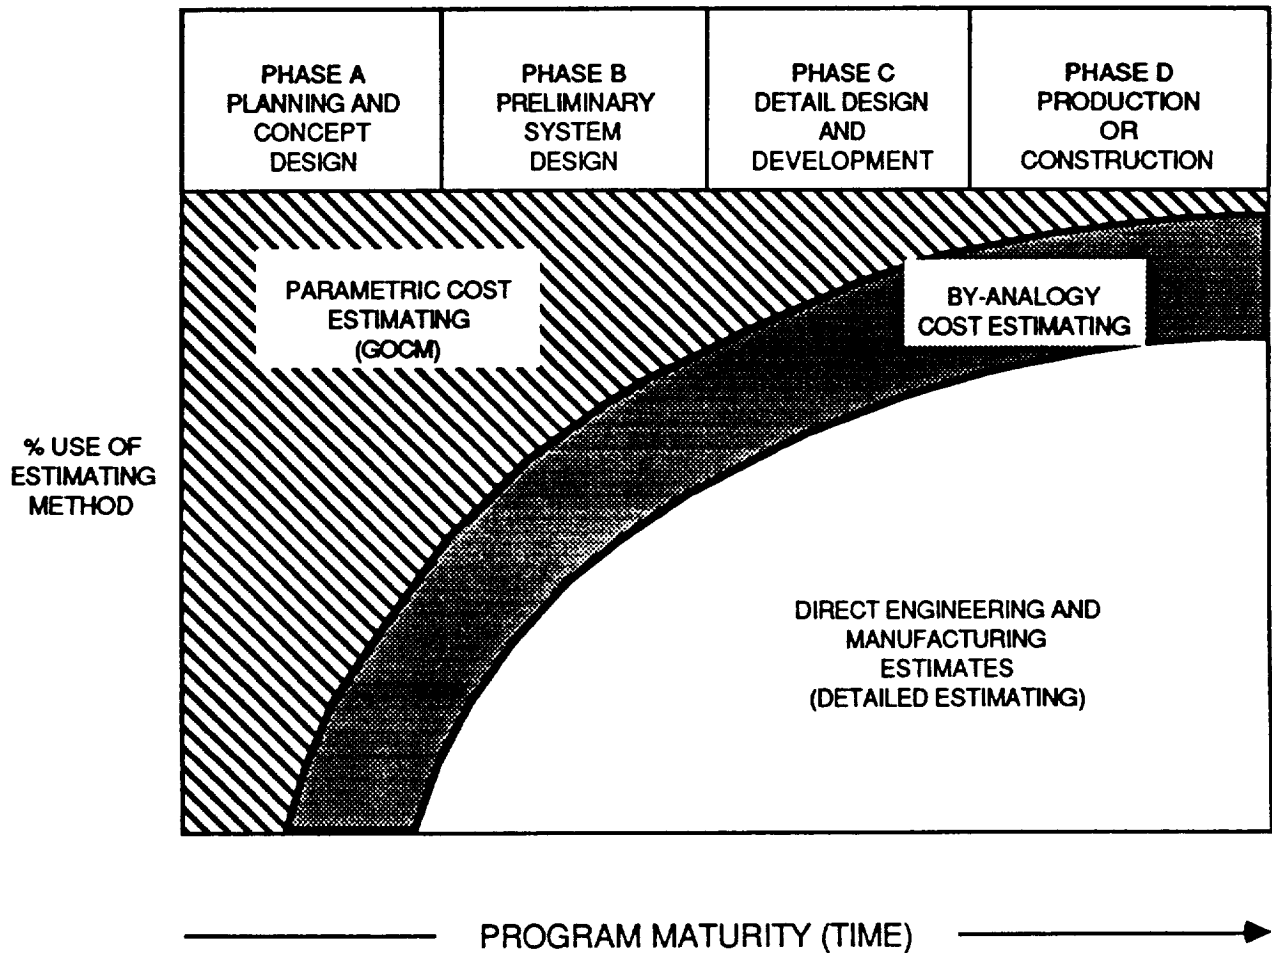 PHASE A
PLANNING AND
CONCEPT
DESIGN
PHASE B
PRELIMINARY
SYSTEM
DESIGN
PHASE C
DETAIL DESIGN
AND
DEVELOPMENT
PHASE D
PRODUCTION
OR
CONSTRUCTION
PARAMETRIC COST
ESTIMATING
(GOCM)
BY-ANALOGY
COST ESTIMATING
% USE OF
ESTIMATING
METHOD
DIRECT ENGINEERING AND
MANUFACTURING
ESTIMATES
(DETAILED ESTIMATING)
PROGRAM MATURITY (TIME)